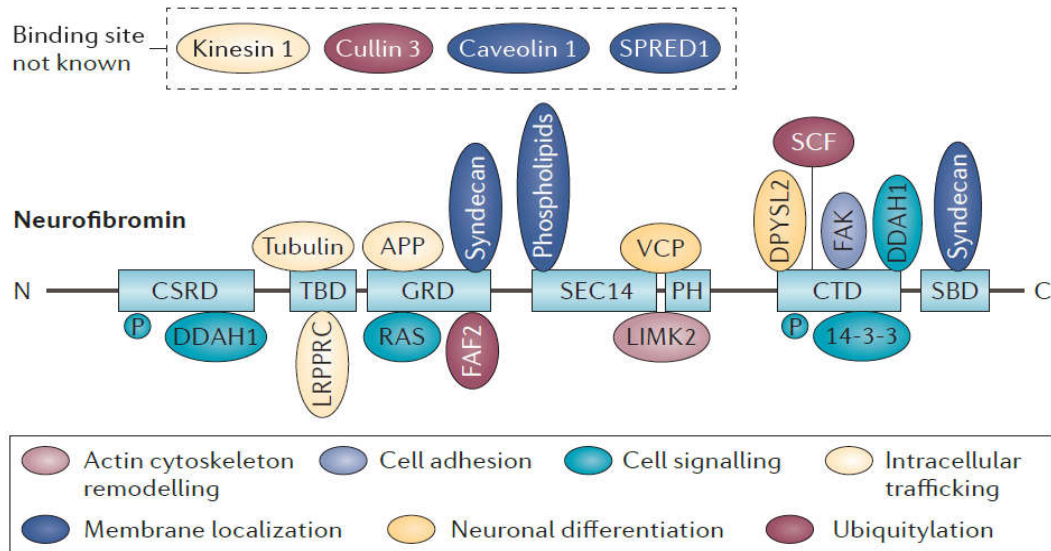 Binding site
not known
Kinesin 1
Cullin 3
Caveolin 1
SPRED1
Syndecan
Phospholipids
SCF
DPYSL2
FAK
DDAH1
Syndecan
Neurofibromin
Tubulin
APP
VCP
N
CSRD
TBD
GRD
SEC14
PH
CTD
SBD
C
P
DDAH1
LRPPRC
RAS
FAF2
LIMK2
P
14-3-3
Actin cytoskeleton
remodelling
Cell adhesion
Cell signalling
Intracellular
trafficking
Membrane localization
Neuronal differentiation
Ubiquitylation